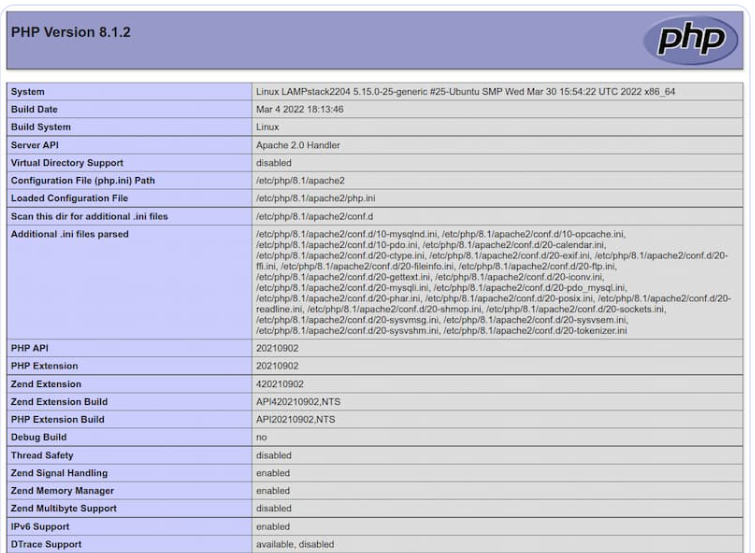 PHP Version 8.1.2
php
System Linux LAMPstack2204 5.15.0-25-generic #25-Ubuntu SMP Wed Mar 30 15:54:22 UTC 2022 x86_64
Build Date Mar 4 2022 18:13:46
Build System Linux
Server API Apache 2.0 Handler
Virtual Directory Support disabled
Configuration File (php.ini) Path /etc/php/8.1/apache2
Loaded Configuration File /etc/php/8.1/apache2/php.ini
Scan this dir for additional .ini files /etc/php/8.1/apache2/conf.d
Additional .ini files parsed /etc/php/8.1/apache2/conf.d/10-mysqlnd.ini, /etc/php/8.1/apache2/conf.d/10-opcache.ini,
/etc/php/8.1/apache2/conf.d/10-pdo.ini, /etc/php/8.1/apache2/conf.d/20-calendar.ini,
/etc/php/8.1/apache2/conf.d/20-ctype.ini, /etc/php/8.1/apache2/conf.d/20-exif.ini, /etc/php/8.1/apache2/conf.d/20-
ffi.ini, /etc/php/8.1/apache2/conf.d/20-fileinfo.ini, /etc/php/8.1/apache2/conf.d/20-ftp.ini,
/etc/php/8.1/apache2/conf.d/20-gettext.ini, /etc/php/8.1/apache2/conf.d/20-iconv.ini,
/etc/php/8.1/apache2/conf.d/20-mysqli.ini, /etc/php/8.1/apache2/conf.d/20-pdo_mysql.ini,
/etc/php/8.1/apache2/conf.d/20-phar.ini, /etc/php/8.1/apache2/conf.d/20-posix.ini, /etc/php/8.1/apache2/conf.d/20-
readline.ini, /etc/php/8.1/apache2/conf.d/20-shmop.ini, /etc/php/8.1/apache2/conf.d/20-sockets.ini,
/etc/php/8.1/apache2/conf.d/20-sysvmsg.ini, /etc/php/8.1/apache2/conf.d/20-sysvsem.ini,
/etc/php/8.1/apache2/conf.d/20-sysvshm.ini, /etc/php/8.1/apache2/conf.d/20-tokenizer.ini
PHP API 20210902
PHP Extension 20210902
Zend Extension 420210902
Zend Extension Build API420210902,NTS
PHP Extension Build API20210902,NTS
Debug Build no
Thread Safety disabled
Zend Signal Handling enabled
Zend Memory Manager enabled
Zend Multibyte Support disabled
IPv6 Support enabled
DTrace Support available, disabled